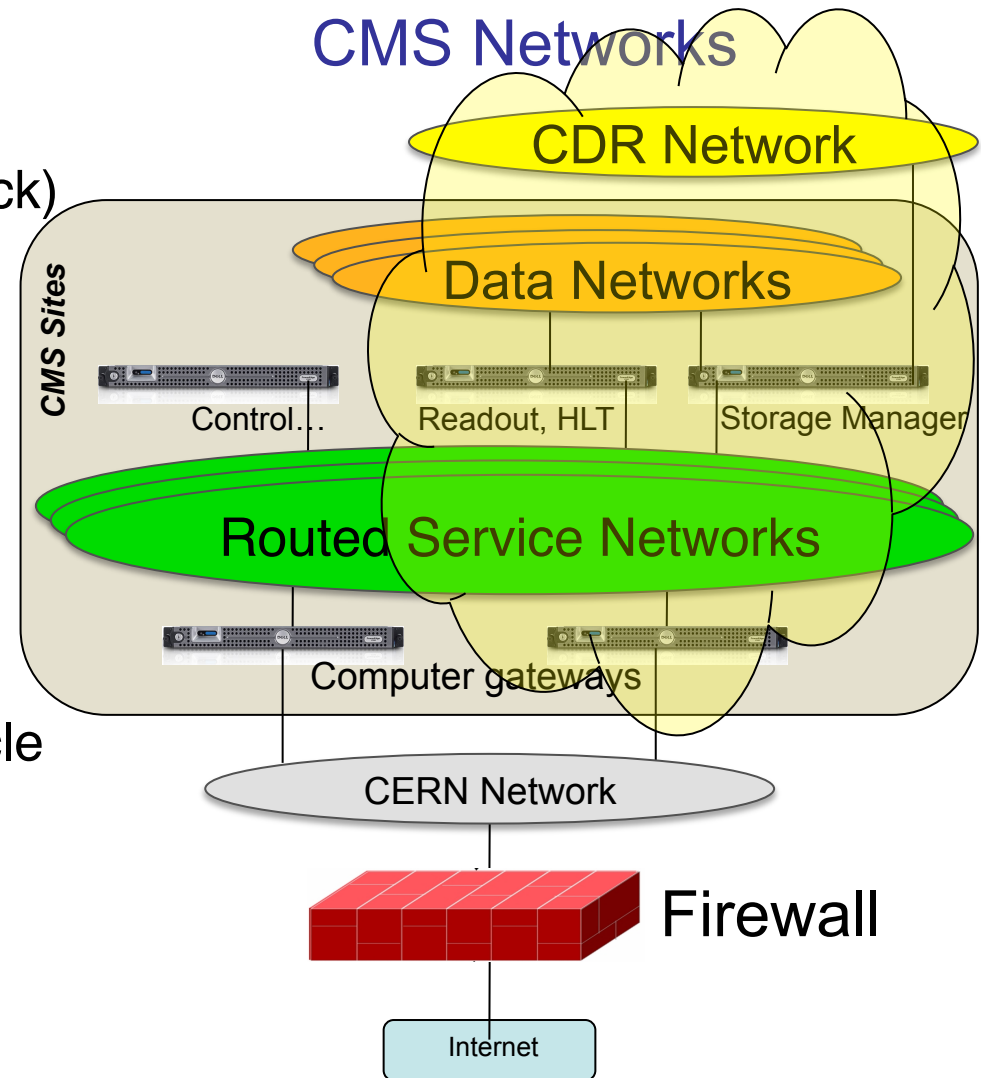 CMS Networks
CDR Network
ck)
Data Networks
CMS Sites
Control…
Readout, HLT
Storage Manager
Routed Service Networks
Computer gateways
cle
CERN Network
Firewall
Internet